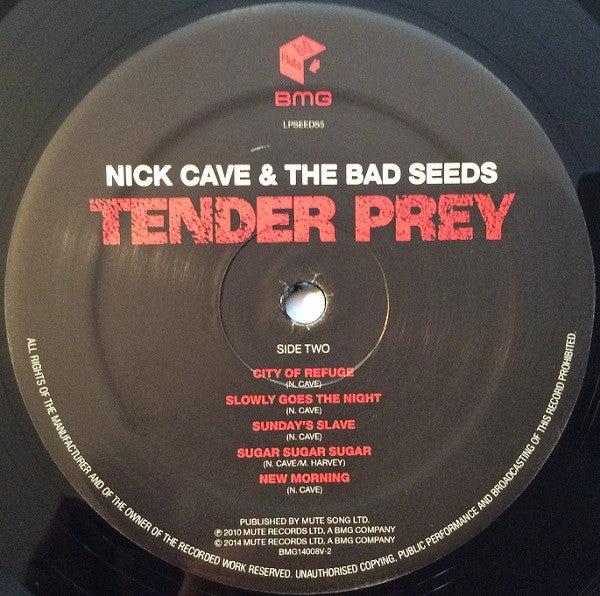 Mute
BMG
LPSEEDS5
NICK CAVE & THE BAD SEEDS
TENDER PREY
SIDE TWO
CITY OF REFUGE
(N. CAVE)
SLOWLY GOES THE NIGHT
(N. CAVE)
SUNDAY'S SLAVE
(N. CAVE)
SUGAR SUGAR SUGAR
(N. CAVE/M. HARVEY)
NEW MORNING
(N. CAVE)
PUBLISHED BY MUTE SONG LTD.
℗ 2010 MUTE RECORDS LTD, A BMG COMPANY
© 2014 MUTE RECORDS LTD, A BMG COMPANY
BMG14008V-2
ALL RIGHTS OF THE MANUFACTURER AND OF THE OWNER OF THE RECORDED WORK RESERVED. UNAUTHORISED COPYING, PUBLIC PERFORMANCE AND BROADCASTING OF THIS RECORD PROHIBITED.